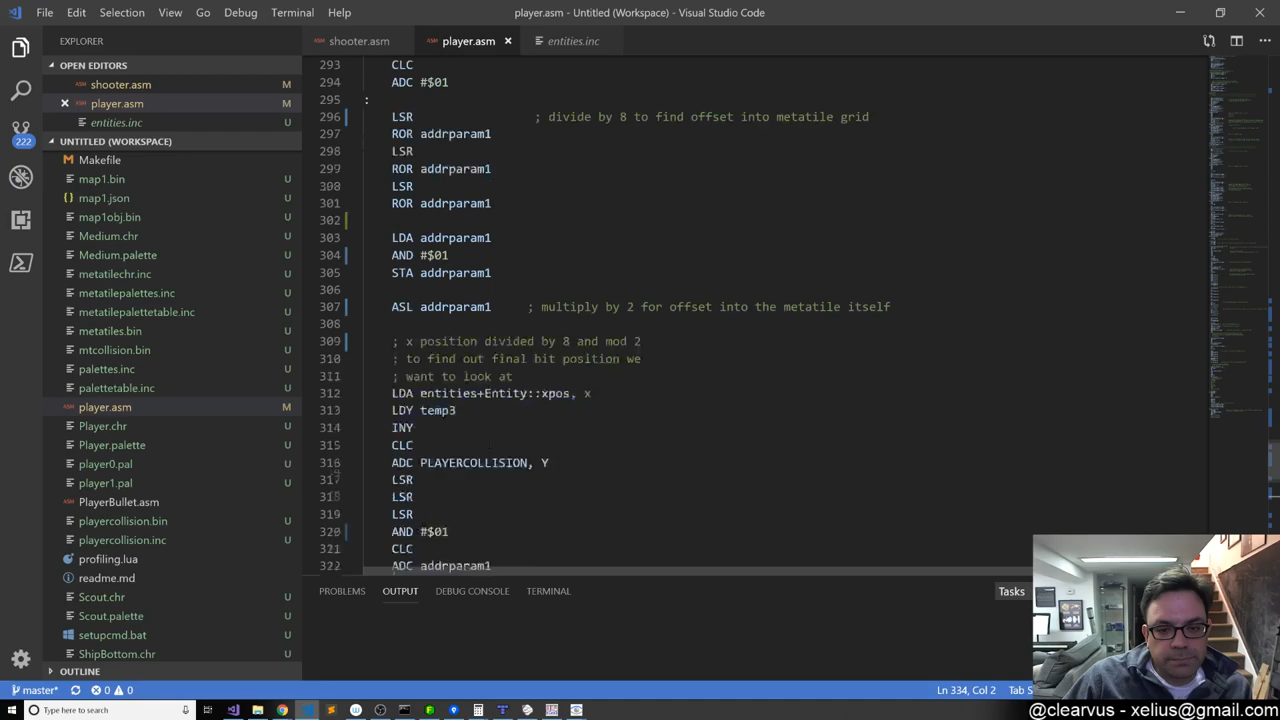 File Edit Selection View Go Debug Terminal Help
player.asm - Untitled (Workspace) - Visual Studio Code
EXPLORER
OPEN EDITORS
ASM shooter.asm M
ASM player.asm M
entities.inc
222
UNTITLED (WORKSPACE)
Makefile
map1.bin U
map1.json U
map1obj.bin U
Medium.chr U
Medium.palette U
metatilechr.inc U
metatilepalettes.inc U
metatilepalettetable.inc U
metatiles.bin U
mtcollision.bin U
palettes.inc U
palettetable.inc U
ASM player.asm M
Player.chr U
Player.palette U
player0.pal U
player1.pal U
ASM PlayerBullet.asm
playercollision.bin U
playercollision.inc U
profiling.lua
readme.md
Scout.chr U
Scout.palette U
setupcmd.bat
ShipBottom.chr U
OUTLINE
ASM shooter.asm
ASM player.asm
entities.inc
293 CLC
294 ADC #$01
295 :
296 LSR ; divide by 8 to find offset into metatile grid
297 ROR addrparam1
298 LSR
299 ROR addrparam1
300 LSR
301 ROR addrparam1
302
303 LDA addrparam1
304 AND #$01
305 STA addrparam1
306
307 ASL addrparam1 ; multiply by 2 for offset into the metatile itself
308
309 ; x position divided by 8 and mod 2
310 ; to find out final bit position we
311 ; want to look at
312 LDA entities+Entity::xpos, x
313 LDY temp3
314 INY
315 CLC
316 ADC PLAYERCOLLISION, Y
317 LSR
318 LSR
319 LSR
320 AND #$01
321 CLC
322 ADC addrparam1
PROBLEMS OUTPUT DEBUG CONSOLE TERMINAL
Tasks
master* 0 0
Ln 334, Col 2 Tab S
Type here to search
@clearvus - xelius@gmail.com